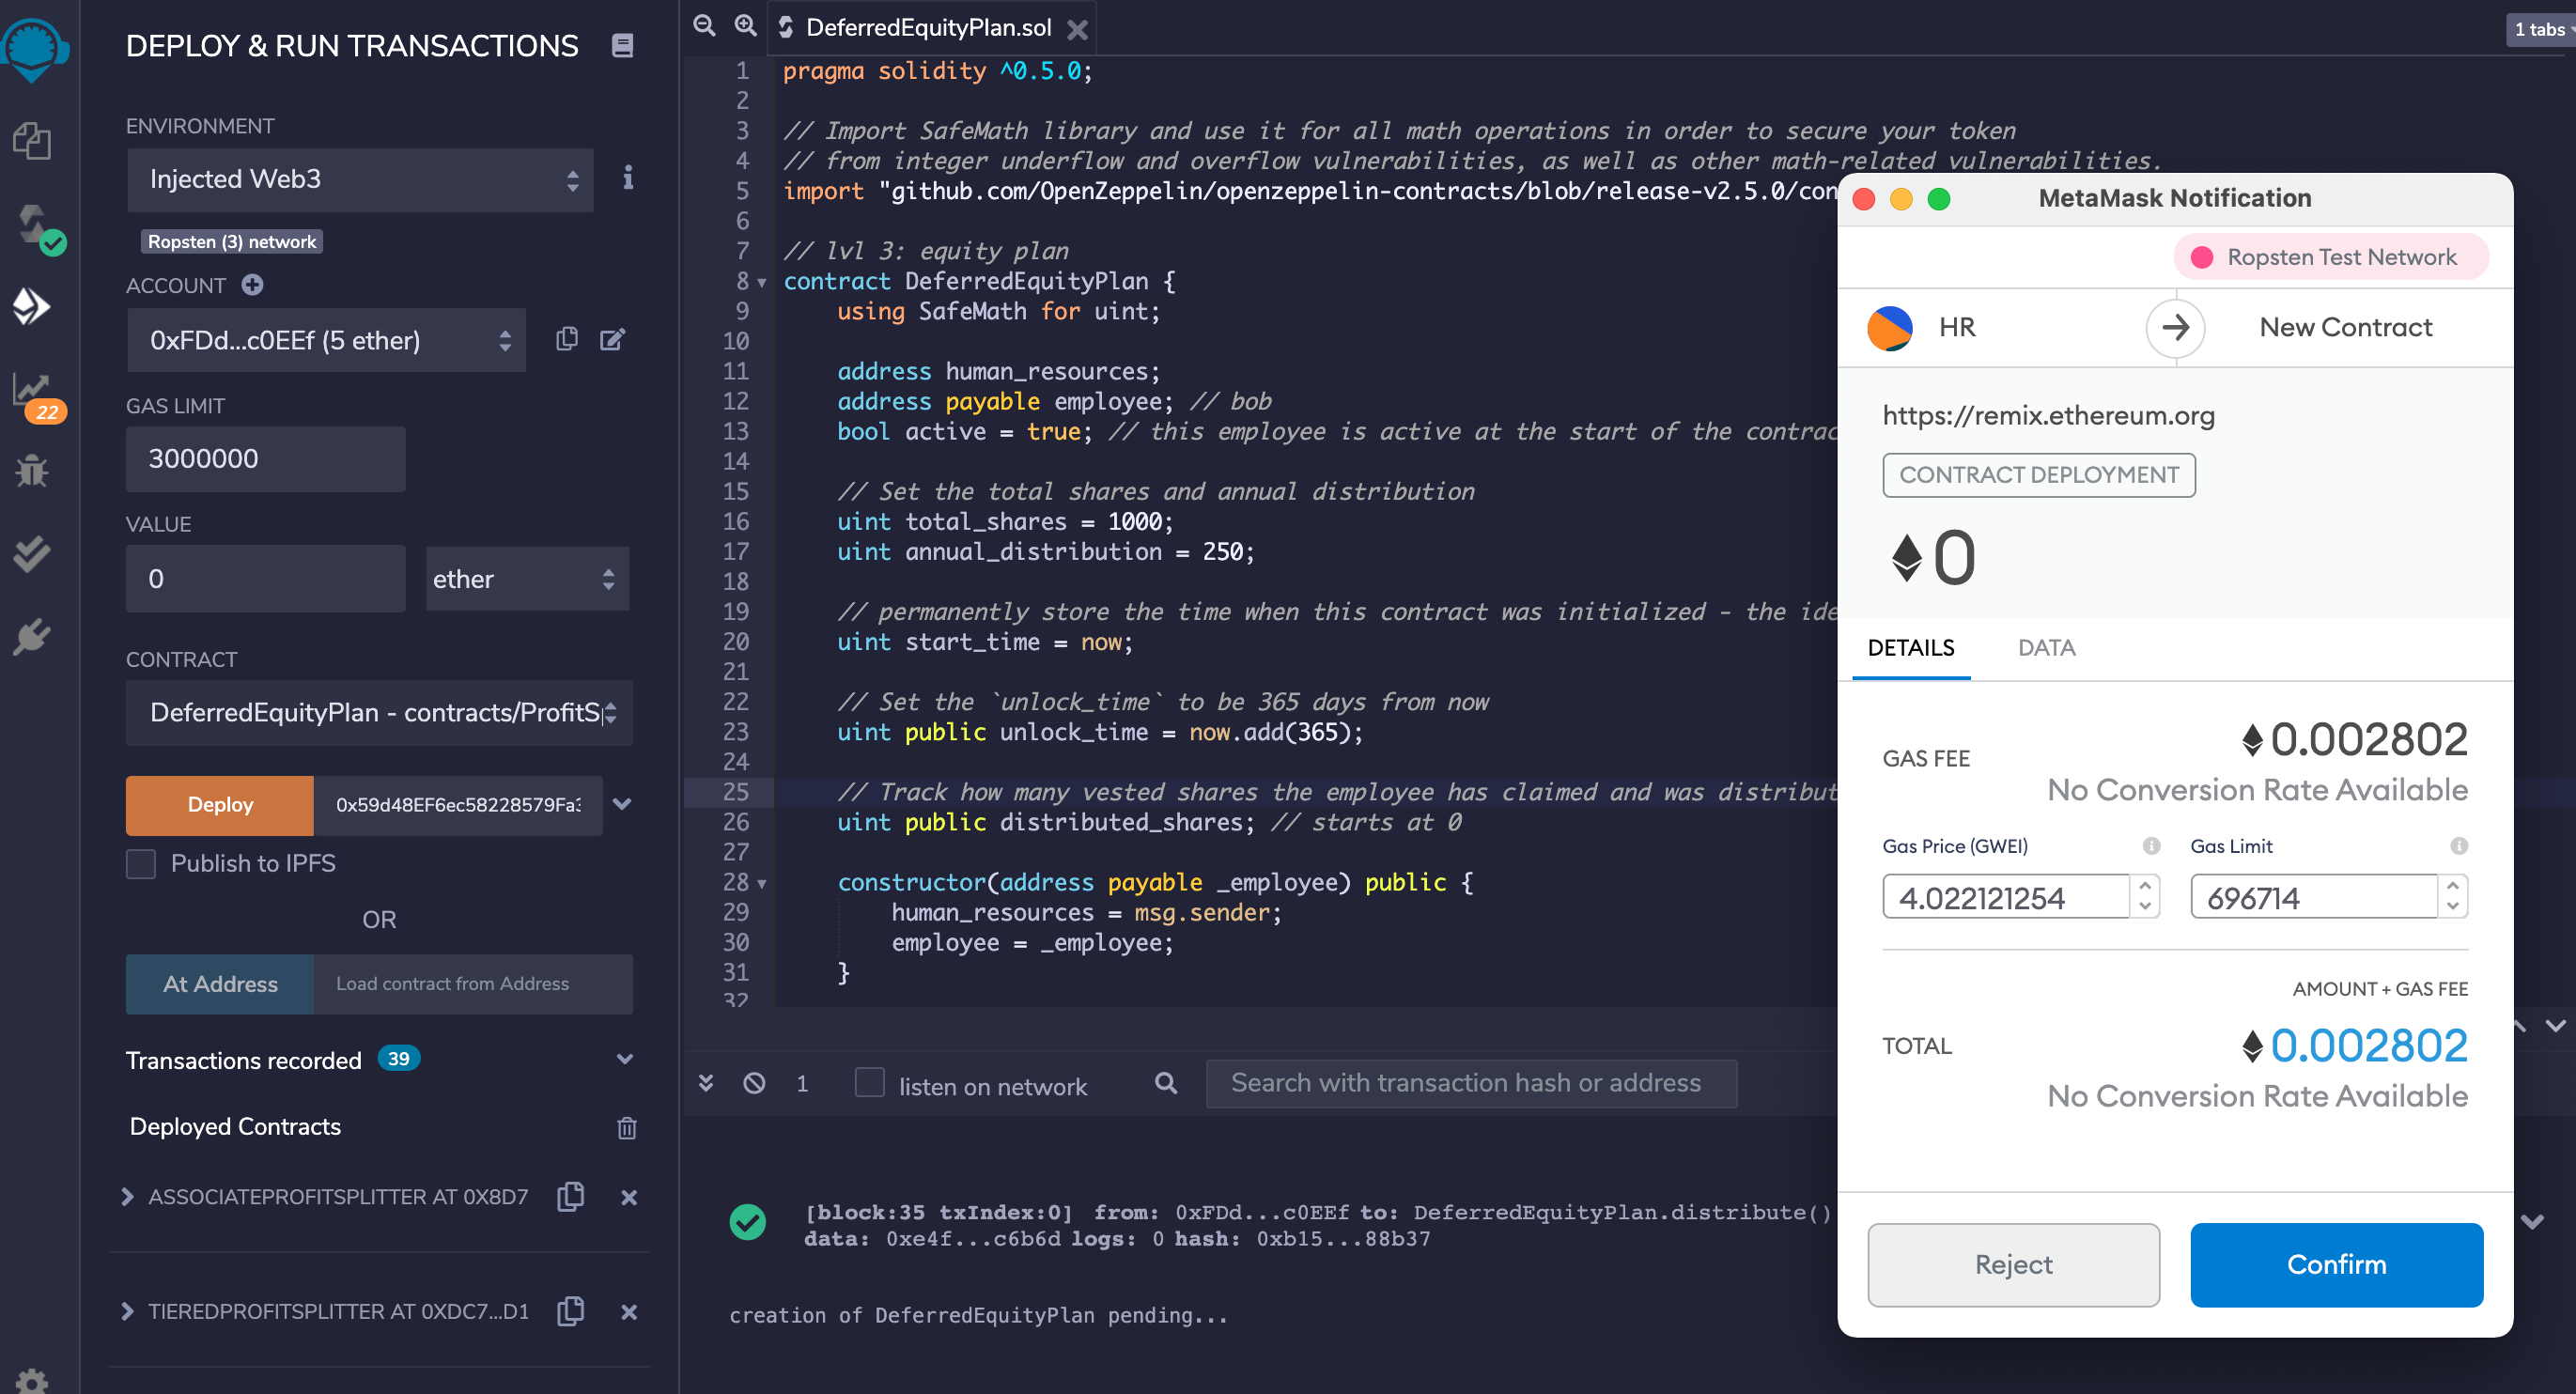 DEPLOY & RUN TRANSACTIONS
ENVIRONMENT
Injected Web3
Ropsten (3) network
ACCOUNT
0xFDd...c0EEf (5 ether)
22
GAS LIMIT
3000000
VALUE
0
ether
CONTRACT
DeferredEquityPlan - contracts/ProfitS
Deploy
0x59d48EF6ec58228579Fa3
Publish to IPFS
OR
At Address
Load contract from Address
Transactions recorded 39
Deployed Contracts
ASSOCIATEPROFITSPLITTER AT 0X8D7
TIEREDPROFITSPLITTER AT 0XDC7...D1
DeferredEquityPlan.sol
1 tabs
1 pragma solidity ^0.5.0;
2
3 // Import SafeMath library and use it for all math operations in order to secure your token
4 // from integer underflow and overflow vulnerabilities, as well as other math-related vulnerabilities.
5 import "github.com/OpenZeppelin/openzeppelin-contracts/blob/release-v2.5.0/con
6
7 // lvl 3: equity plan
8 contract DeferredEquityPlan {
9 using SafeMath for uint;
10
11 address human_resources;
12 address payable employee; // bob
13 bool active = true; // this employee is active at the start of the contrac
14
15 // Set the total shares and annual distribution
16 uint total_shares = 1000;
17 uint annual_distribution = 250;
18
19 // permanently store the time when this contract was initialized - the ide
20 uint start_time = now;
21
22 // Set the `unlock_time` to be 365 days from now
23 uint public unlock_time = now.add(365);
24
25 // Track how many vested shares the employee has claimed and was distribut
26 uint public distributed_shares; // starts at 0
27
28 constructor(address payable _employee) public {
29 human_resources = msg.sender;
30 employee = _employee;
31 }
32
1
listen on network
Search with transaction hash or address
[block:35 txIndex:0] from: 0xFDd...c0EEf to: DeferredEquityPlan.distribute()
data: 0xe4f...c6b6d logs: 0 hash: 0xb15...88b37
creation of DeferredEquityPlan pending...
MetaMask Notification
Ropsten Test Network
HR
New Contract
https://remix.ethereum.org
CONTRACT DEPLOYMENT
0
DETAILS
DATA
GAS FEE
0.002802
No Conversion Rate Available
Gas Price (GWEI)
Gas Limit
4.022121254
696714
AMOUNT + GAS FEE
TOTAL
0.002802
No Conversion Rate Available
Reject
Confirm